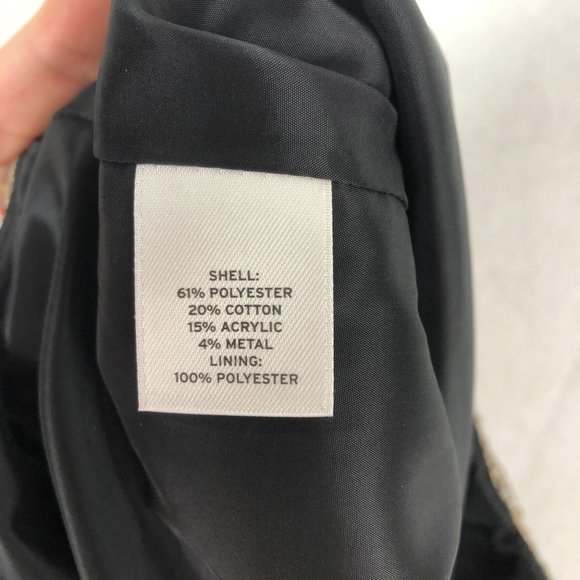 SHELL:
61% POLYESTER
20% COTTON
15% ACRYLIC
4% METAL
LINING:
100% POLYESTER